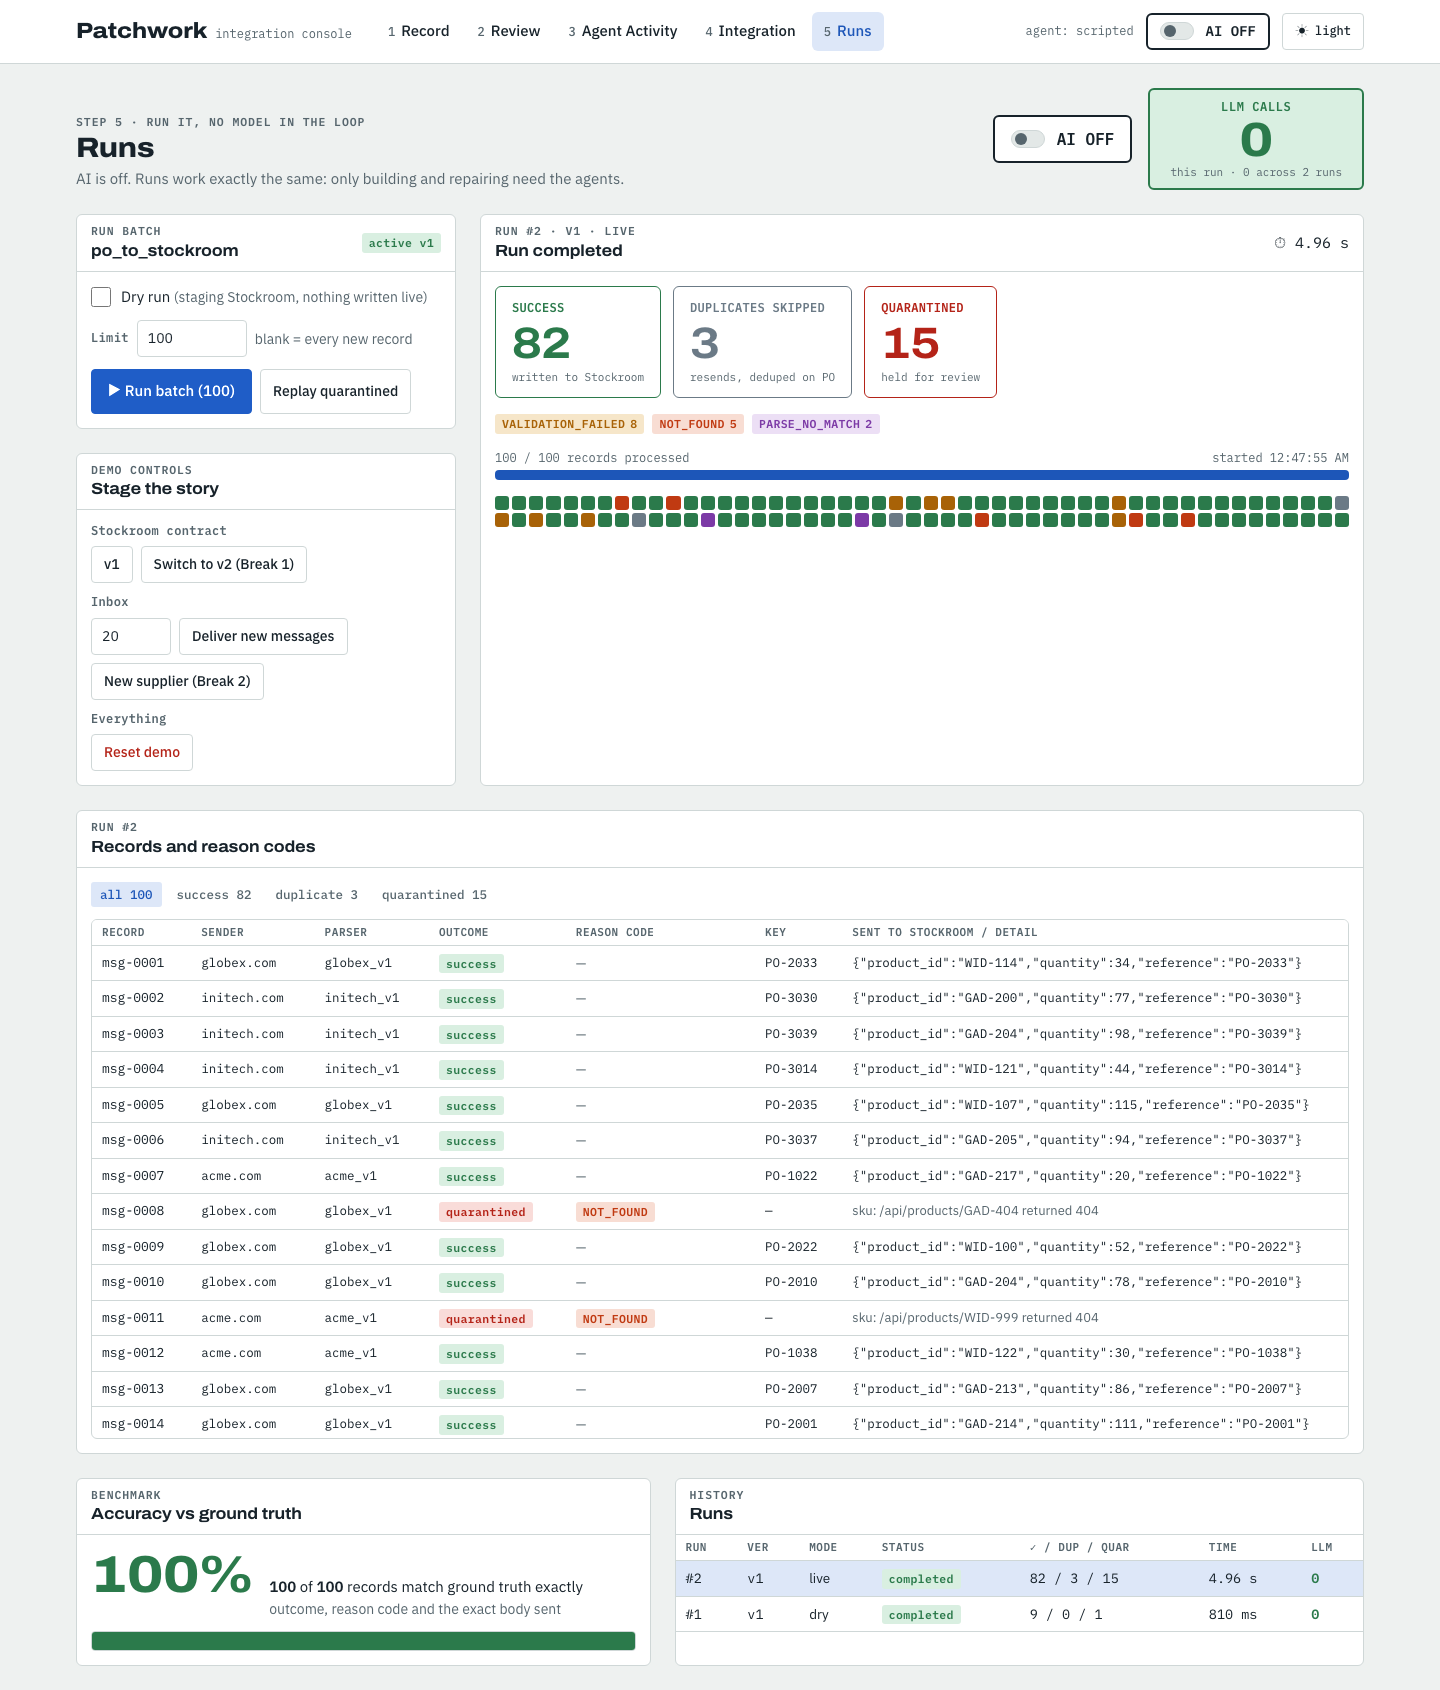 Patchwork integration console
1 Record
2 Review
3 Agent Activity
4 Integration
5 Runs
agent: scripted
AI OFF
☀ light
STEP 5 · RUN IT, NO MODEL IN THE LOOP
Runs
AI is off. Runs work exactly the same: only building and repairing need the agents.
AI OFF
LLM CALLS
0
this run · 0 across 2 runs
RUN BATCH
po_to_stockroom
active v1
Dry run (staging Stockroom, nothing written live)
Limit 100 blank = every new record
▶ Run batch (100)
Replay quarantined
RUN #2 · V1 · LIVE
Run completed
⏱ 4.96 s
SUCCESS
82
written to Stockroom
DUPLICATES SKIPPED
3
resends, deduped on PO
QUARANTINED
15
held for review
VALIDATION_FAILED 8
NOT_FOUND 5
PARSE_NO_MATCH 2
100 / 100 records processed
started 12:47:55 AM
DEMO CONTROLS
Stage the story
Stockroom contract
v1
Switch to v2 (Break 1)
Inbox
20
Deliver new messages
New supplier (Break 2)
Everything
Reset demo
RUN #2
Records and reason codes
all 100
success 82
duplicate 3
quarantined 15
RECORD SENDER PARSER OUTCOME REASON CODE KEY SENT TO STOCKROOM / DETAIL
msg-0001 globex.com globex_v1 success — PO-2033 {"product_id":"WID-114","quantity":34,"reference":"PO-2033"}
msg-0002 initech.com initech_v1 success — PO-3030 {"product_id":"GAD-200","quantity":77,"reference":"PO-3030"}
msg-0003 initech.com initech_v1 success — PO-3039 {"product_id":"GAD-204","quantity":98,"reference":"PO-3039"}
msg-0004 initech.com initech_v1 success — PO-3014 {"product_id":"WID-121","quantity":44,"reference":"PO-3014"}
msg-0005 globex.com globex_v1 success — PO-2035 {"product_id":"WID-107","quantity":115,"reference":"PO-2035"}
msg-0006 initech.com initech_v1 success — PO-3037 {"product_id":"GAD-205","quantity":94,"reference":"PO-3037"}
msg-0007 acme.com acme_v1 success — PO-1022 {"product_id":"GAD-217","quantity":20,"reference":"PO-1022"}
msg-0008 globex.com globex_v1 quarantined NOT_FOUND — sku: /api/products/GAD-404 returned 404
msg-0009 globex.com globex_v1 success — PO-2022 {"product_id":"WID-100","quantity":52,"reference":"PO-2022"}
msg-0010 globex.com globex_v1 success — PO-2010 {"product_id":"GAD-204","quantity":78,"reference":"PO-2010"}
msg-0011 acme.com acme_v1 quarantined NOT_FOUND — sku: /api/products/WID-999 returned 404
msg-0012 acme.com acme_v1 success — PO-1038 {"product_id":"WID-122","quantity":30,"reference":"PO-1038"}
msg-0013 globex.com globex_v1 success — PO-2007 {"product_id":"GAD-213","quantity":86,"reference":"PO-2007"}
msg-0014 globex.com globex_v1 success — PO-2001 {"product_id":"GAD-214","quantity":111,"reference":"PO-2001"}
BENCHMARK
Accuracy vs ground truth
100%
100 of 100 records match ground truth exactly
outcome, reason code and the exact body sent
HISTORY
Runs
RUN VER MODE STATUS ✓ / DUP / QUAR TIME LLM
#2 v1 live completed 82 / 3 / 15 4.96 s 0
#1 v1 dry completed 9 / 0 / 1 810 ms 0